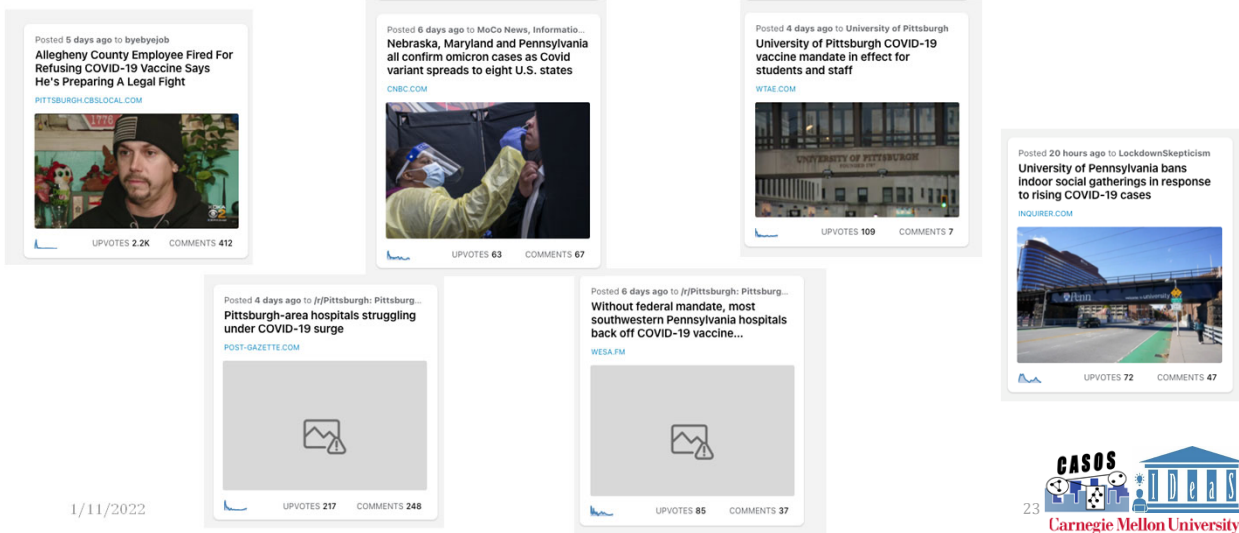 Posted 5 days ago to byebyejob
Allegheny County Employee Fired For
Refusing COVID-19 Vaccine Says
He's Preparing A Legal Fight
PITTSBURGH.CBSLOCAL.COM
1776
2
UPVOTES 2.2K COMMENTS 412
Posted 6 days ago to MoCo News, Informatio...
Nebraska, Maryland and Pennsylvania
all confirm omicron cases as Covid
variant spreads to eight U.S. states
CNBC.COM
UPVOTES 63 COMMENTS 67
Posted 4 days ago to University of Pittsburgh
University of Pittsburgh COVID-19
vaccine mandate in effect for
students and staff
WTAE.COM
UNIVERSITY OF PITTSBURGH
UPVOTES 109 COMMENTS 7
Posted 20 hours ago to LockdownSkepticism
University of Pennsylvania bans
indoor social gatherings in response
to rising COVID-19 cases
INQUIRER.COM
Penn
UPVOTES 72 COMMENTS 47
Posted 4 days ago to /r/Pittsburgh: Pittsburg...
Pittsburgh-area hospitals struggling
under COVID-19 surge
POST-GAZETTE.COM
UPVOTES 217 COMMENTS 248
Posted 6 days ago to /r/Pittsburgh: Pittsburg...
Without federal mandate, most
southwestern Pennsylvania hospitals
back off COVID-19 vaccine...
WESA.FM
UPVOTES 85 COMMENTS 37
1/11/2022
23
CASOS
IDeaS
Carnegie Mellon University